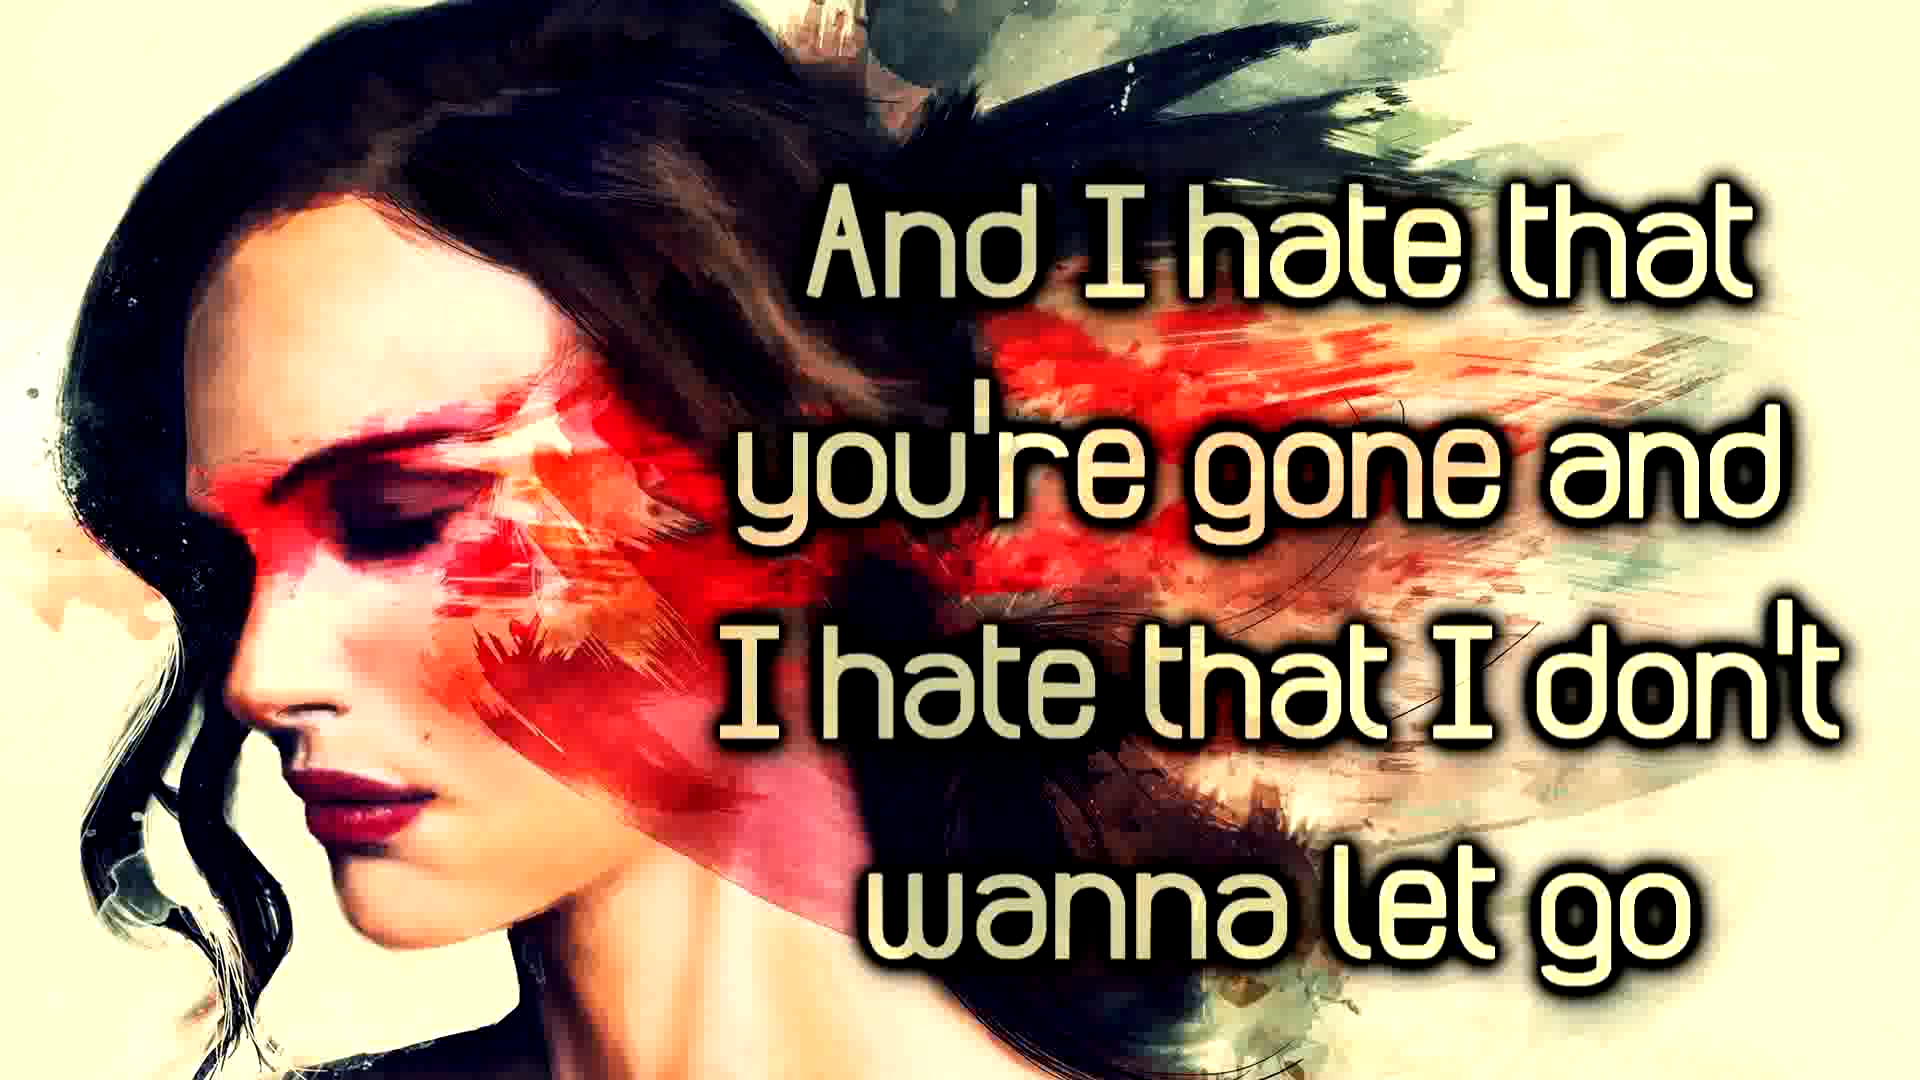 And I hate that
you're gone and
I hate that I don't
wanna let go